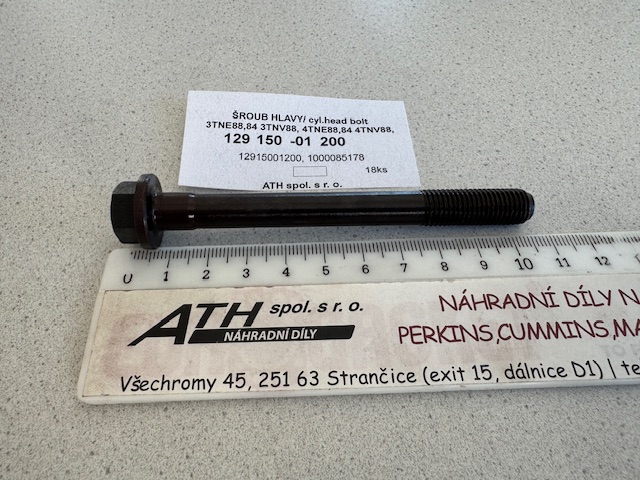 ŠROUB HLAVY/ cyl.head bolt
3TNE88,84 3TNV88, 4TNE88,84 4TNV88,
129 150 -01 200
12915001200, 1000085178
18ks
ATH spol. s r. o.
0 1 2 3 4 5 6 7 8 9 10 11 12
ATH spol. s r. o.
NÁHRADNÍ DÍLY
NÁHRADNÍ DÍLY N
PERKINS,CUMMINS,MA
Všechromy 45, 251 63 Strančice (exit 15, dálnice D1) | te